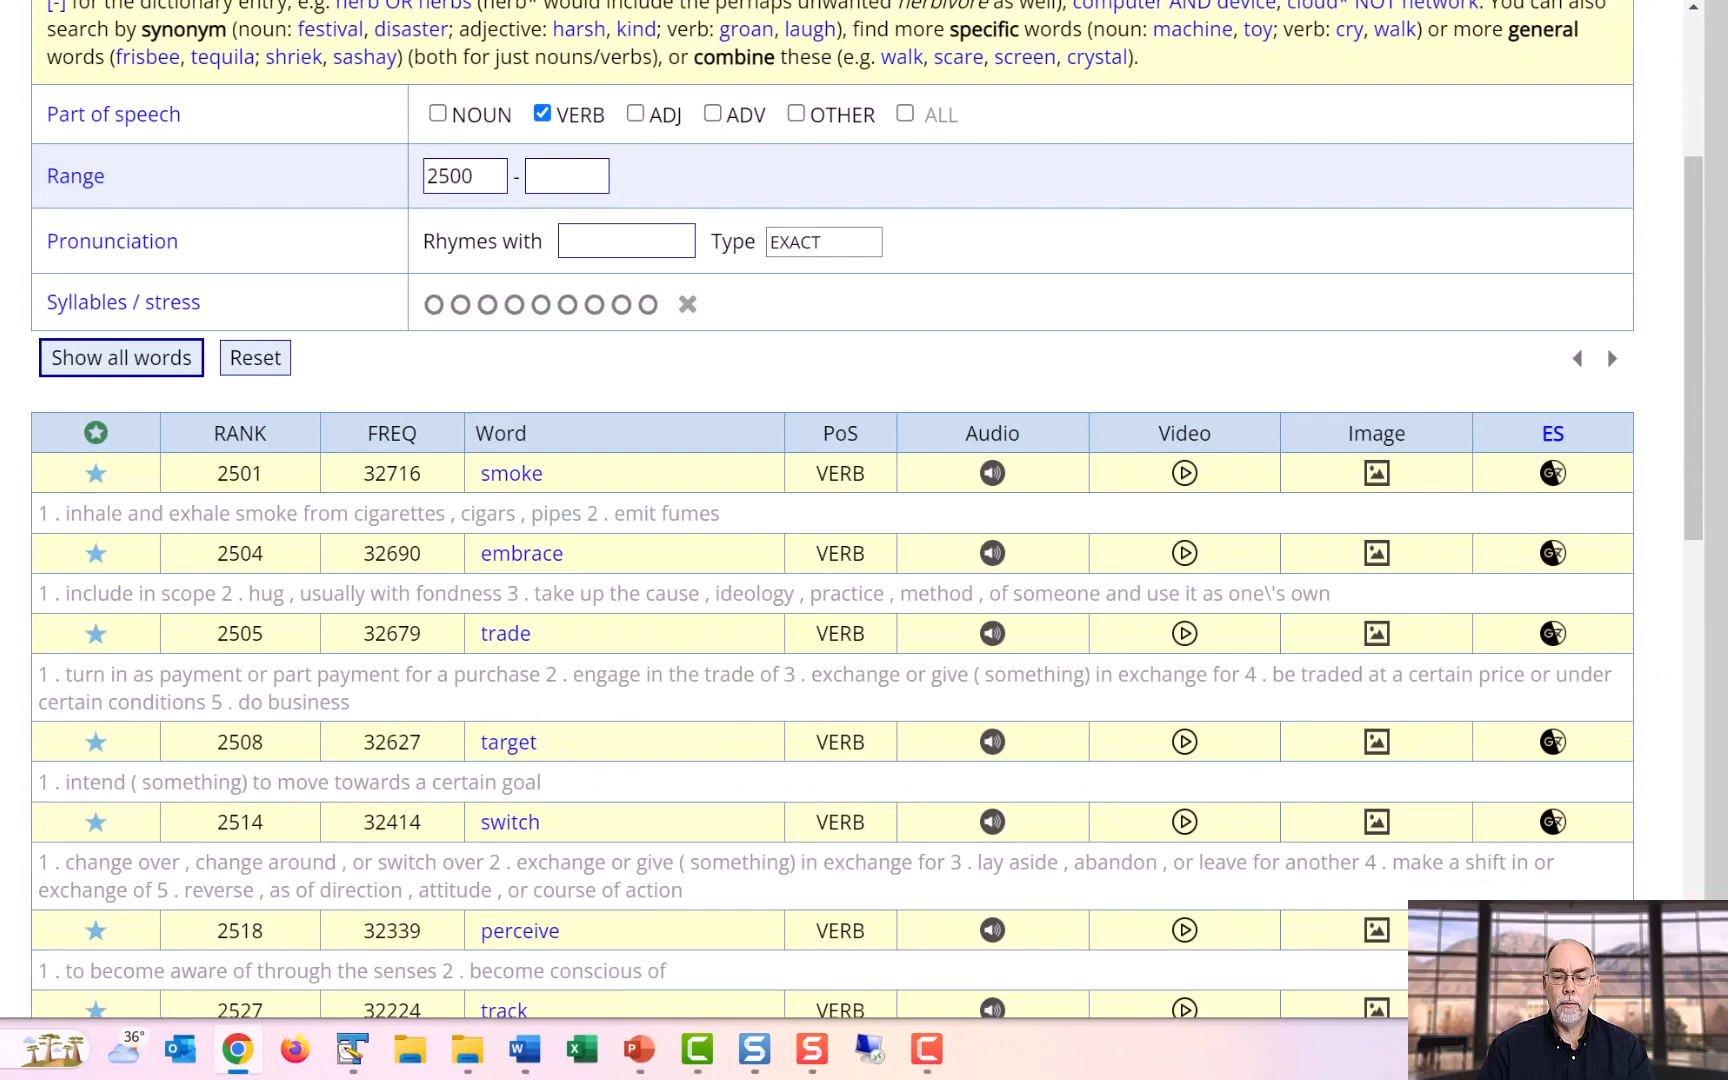 [-] for the dictionary entry, e.g. herb OR herbs (herb* would include the perhaps unwanted herbivore as well), computer AND device, cloud* NOT network. You can also
search by synonym (noun: festival, disaster; adjective: harsh, kind; verb: groan, laugh), find more specific words (noun: machine, toy; verb: cry, walk) or more general
words (frisbee, tequila; shriek, sashay) (both for just nouns/verbs), or combine these (e.g. walk, scare, screen, crystal).
Part of speech NOUN VERB ADJ ADV OTHER ALL
Range 2500 -
Pronunciation Rhymes with Type EXACT
Syllables / stress
Show all words Reset
RANK FREQ Word PoS Audio Video Image ES
2501 32716 smoke VERB
1 . inhale and exhale smoke from cigarettes , cigars , pipes 2 . emit fumes
2504 32690 embrace VERB
1 . include in scope 2 . hug , usually with fondness 3 . take up the cause , ideology , practice , method , of someone and use it as one\'s own
2505 32679 trade VERB
1 . turn in as payment or part payment for a purchase 2 . engage in the trade of 3 . exchange or give ( something) in exchange for 4 . be traded at a certain price or under
certain conditions 5 . do business
2508 32627 target VERB
1 . intend ( something) to move towards a certain goal
2514 32414 switch VERB
1 . change over , change around , or switch over 2 . exchange or give ( something) in exchange for 3 . lay aside , abandon , or leave for another 4 . make a shift in or
exchange of 5 . reverse , as of direction , attitude , or course of action
2518 32339 perceive VERB
1 . to become aware of through the senses 2 . become conscious of
2527 32224 track VERB
36°